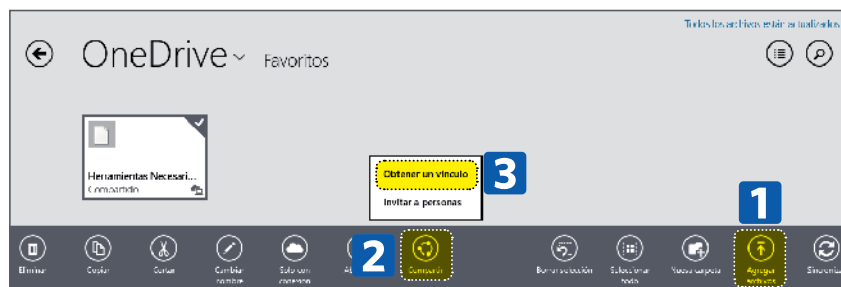 Todos los archivos están actualizados
OneDrive Favoritos
Herramientas Necesari...
Compartido
Obtener un vínculo
3
Invitar a personas
1
2
Eliminar
Copiar
Cortar
Cambiar nombre
Solo con conexión
Compartir
Borrar selección
Seleccionar todo
Nueva carpeta
Agregar archivos